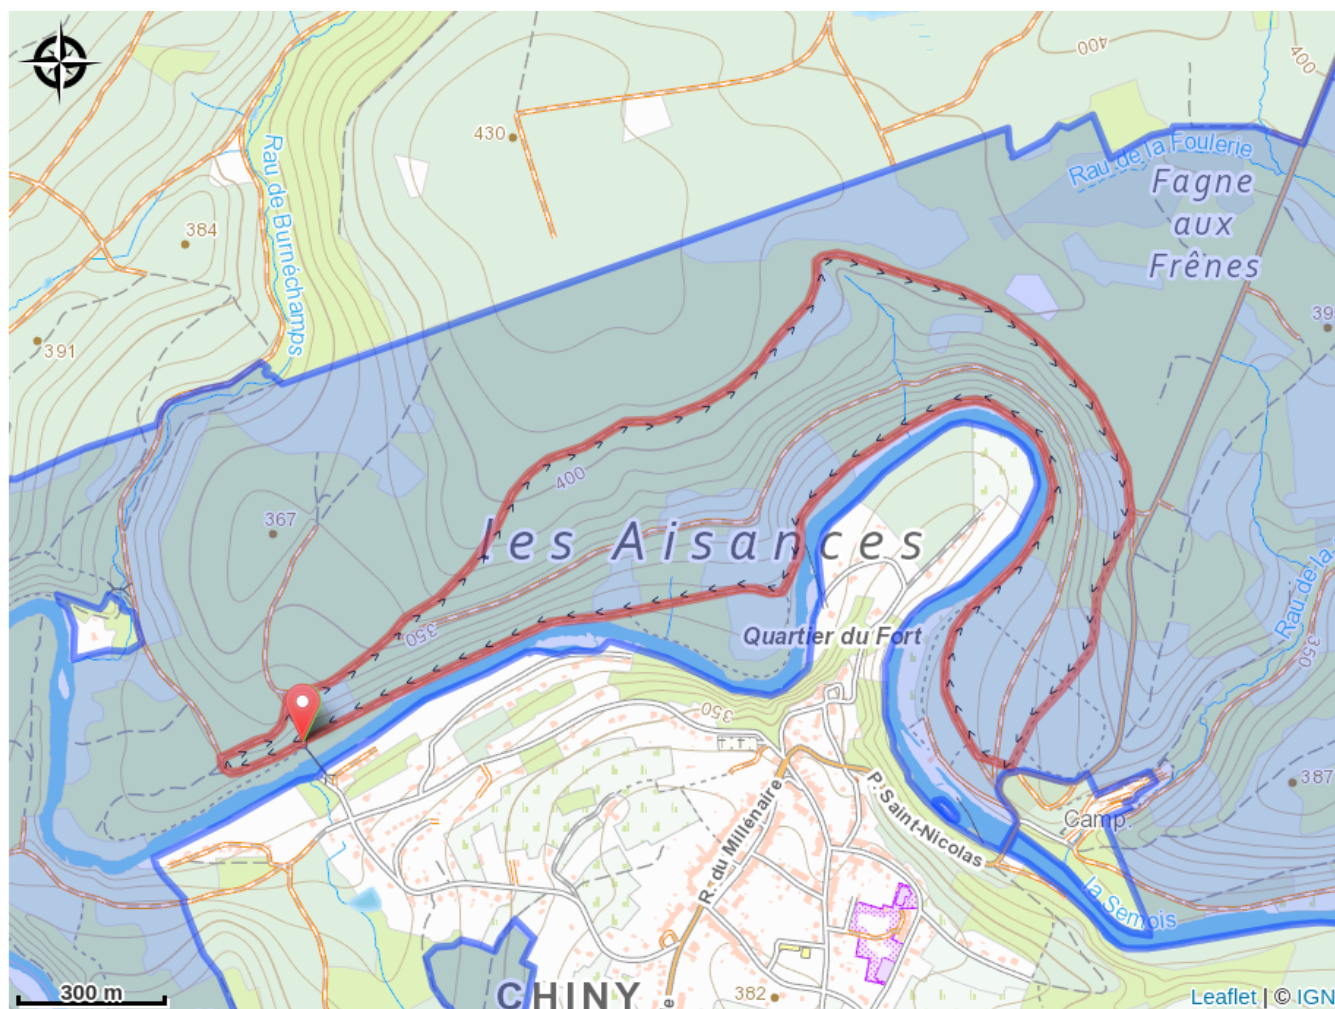 400
400
430
Rau de Burnéchamps
Rau de la Foulerie
Fagne
aux
Frênes
384
391
39
400
367
les Aisances
350
Rau de la
350
Quartier du Fort
350
T.T.
P. Saint-Nicolas
R. du Millénaire
387
Camp.
la Semois
CHINY
382
300 m
Leaflet | © IGN